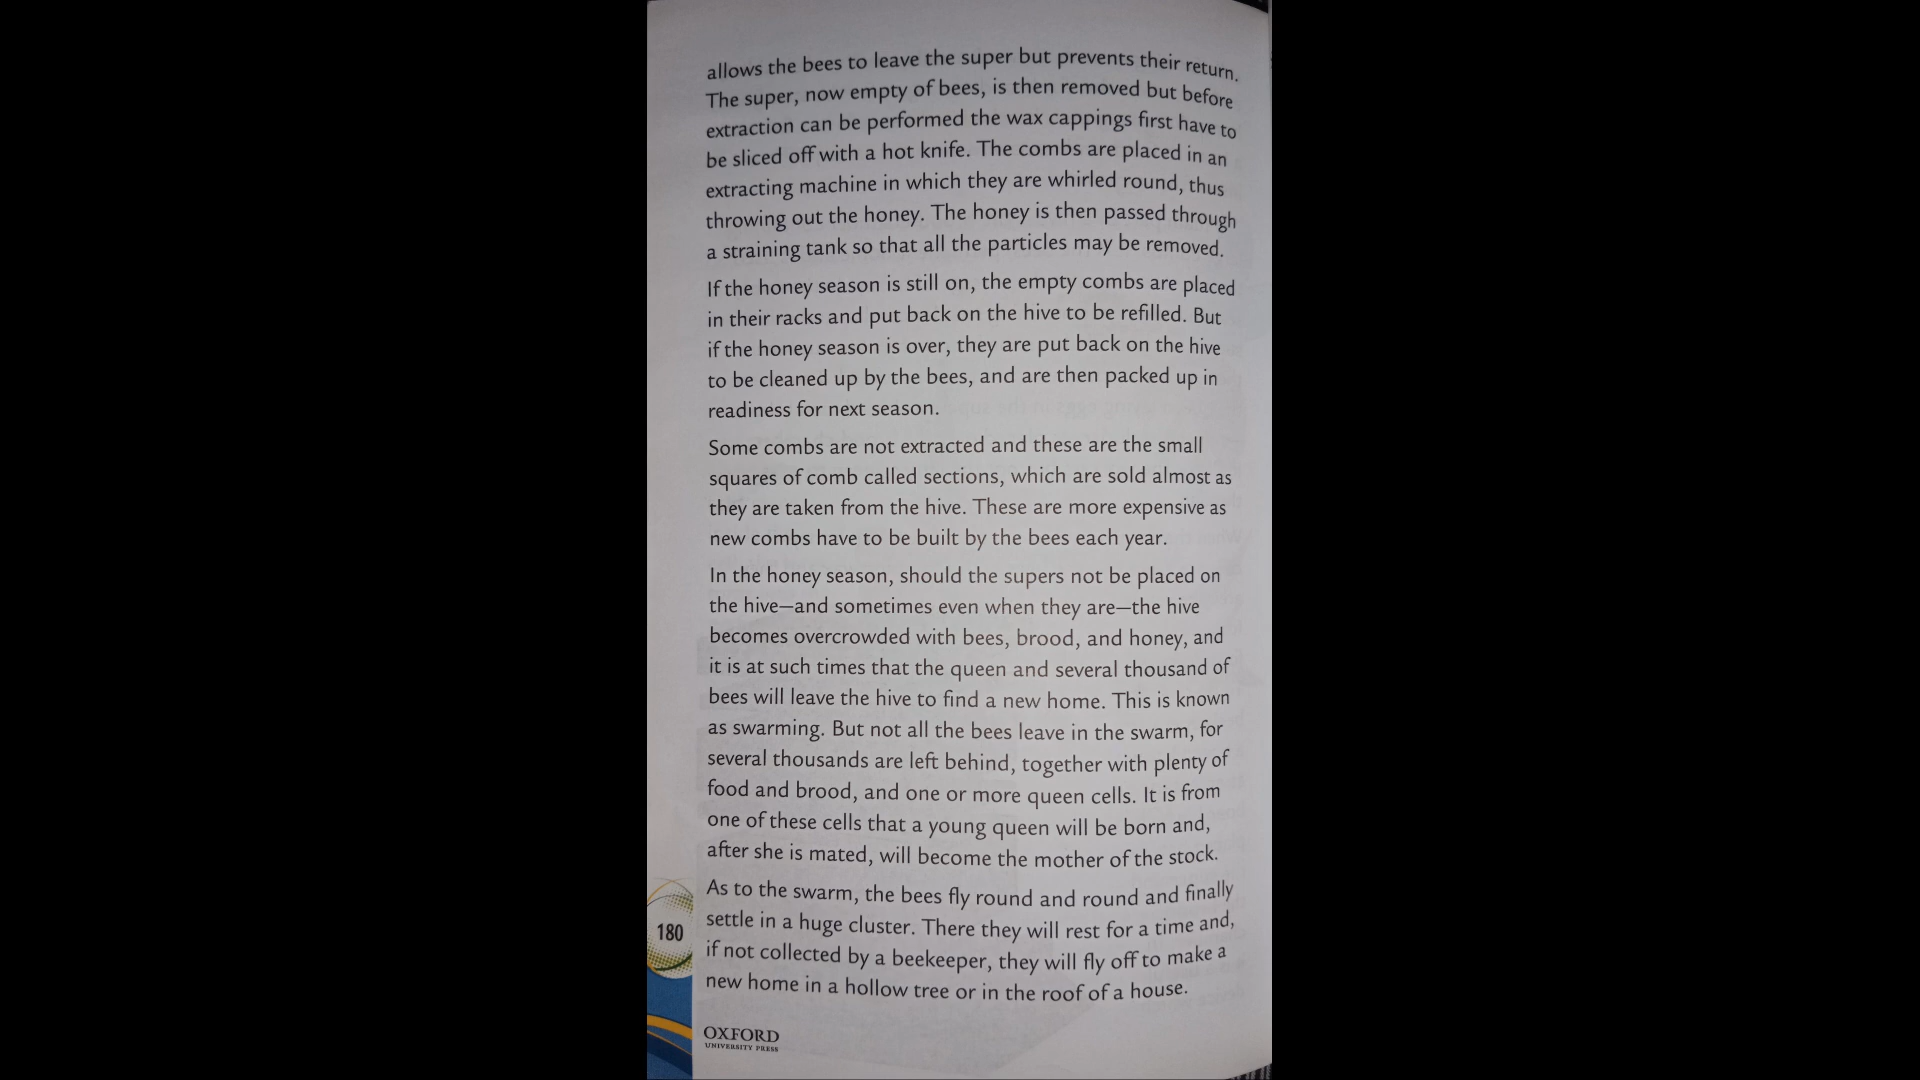 allows the bees to leave the super but prevents their return.
The super, now empty of bees, is then removed but before
extraction can be performed the wax cappings first have to
be sliced off with a hot knife. The combs are placed in an
extracting machine in which they are whirled round, thus
throwing out the honey. The honey is then passed through
a straining tank so that all the particles may be removed.
If the honey season is still on, the empty combs are placed
in their racks and put back on the hive to be refilled. But
if the honey season is over, they are put back on the hive
to be cleaned up by the bees, and are then packed up in
readiness for next season.
Some combs are not extracted and these are the small
squares of comb called sections, which are sold almost as
they are taken from the hive. These are more expensive as
new combs have to be built by the bees each year.
In the honey season, should the supers not be placed on
the hive—and sometimes even when they are—the hive
becomes overcrowded with bees, brood, and honey, and
it is at such times that the queen and several thousand of
bees will leave the hive to find a new home. This is known
as swarming. But not all the bees leave in the swarm, for
several thousands are left behind, together with plenty of
food and brood, and one or more queen cells. It is from
one of these cells that a young queen will be born and,
after she is mated, will become the mother of the stock.
As to the swarm, the bees fly round and round and finally
settle in a huge cluster. There they will rest for a time and,
if not collected by a beekeeper, they will fly off to make a
new home in a hollow tree or in the roof of a house.
180
OXFORD
UNIVERSITY PRESS